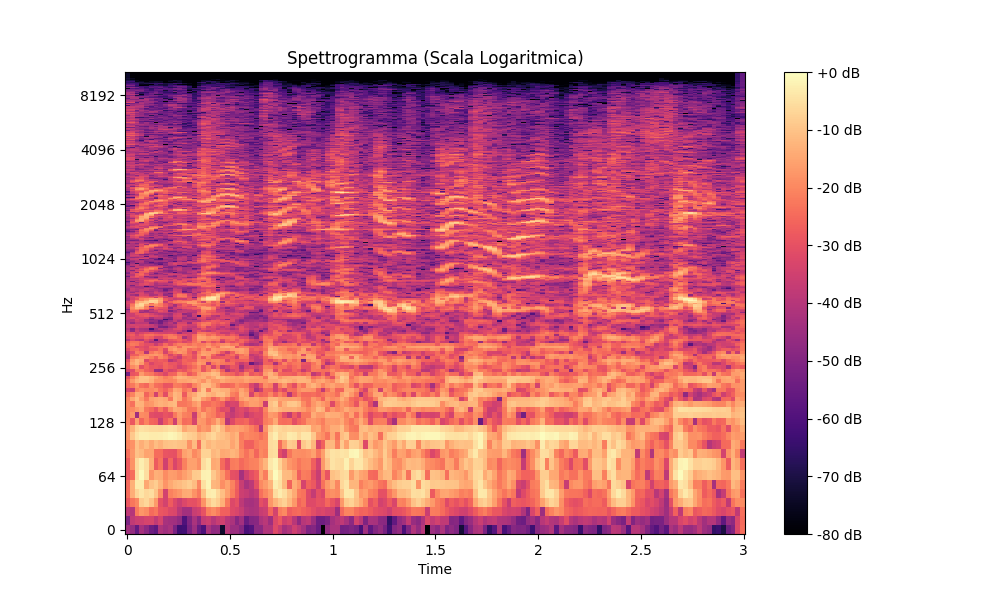 Spettrogramma (Scala Logaritmica)
Hz
8192
4096
2048
1024
512
256
128
64
0
0 0.5 1 1.5 2 2.5 3
Time
+0 dB
-10 dB
-20 dB
-30 dB
-40 dB
-50 dB
-60 dB
-70 dB
-80 dB